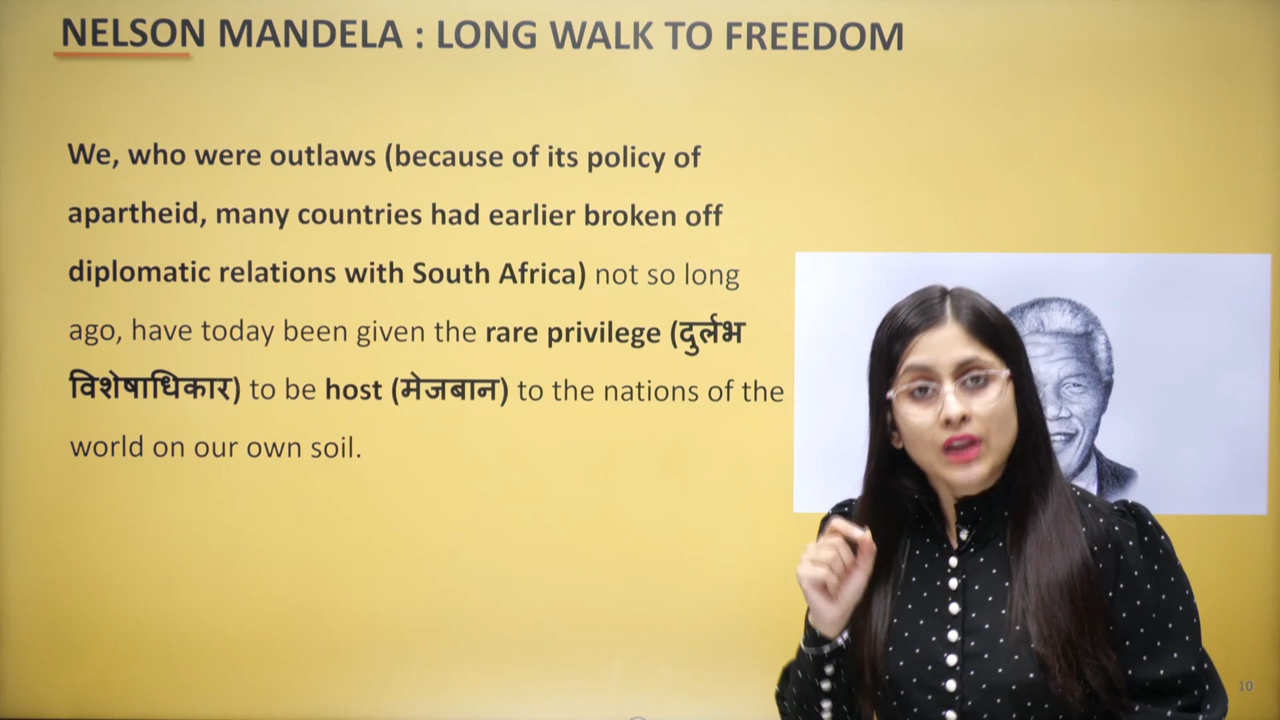 NELSON MANDELA : LONG WALK TO FREEDOM
We, who were outlaws (because of its policy of
apartheid, many countries had earlier broken off
diplomatic relations with South Africa) not so long
ago, have today been given the rare privilege (दुर्लभ
विशेषाधिकार) to be host (मेजबान) to the nations of the
world on our own soil.
10